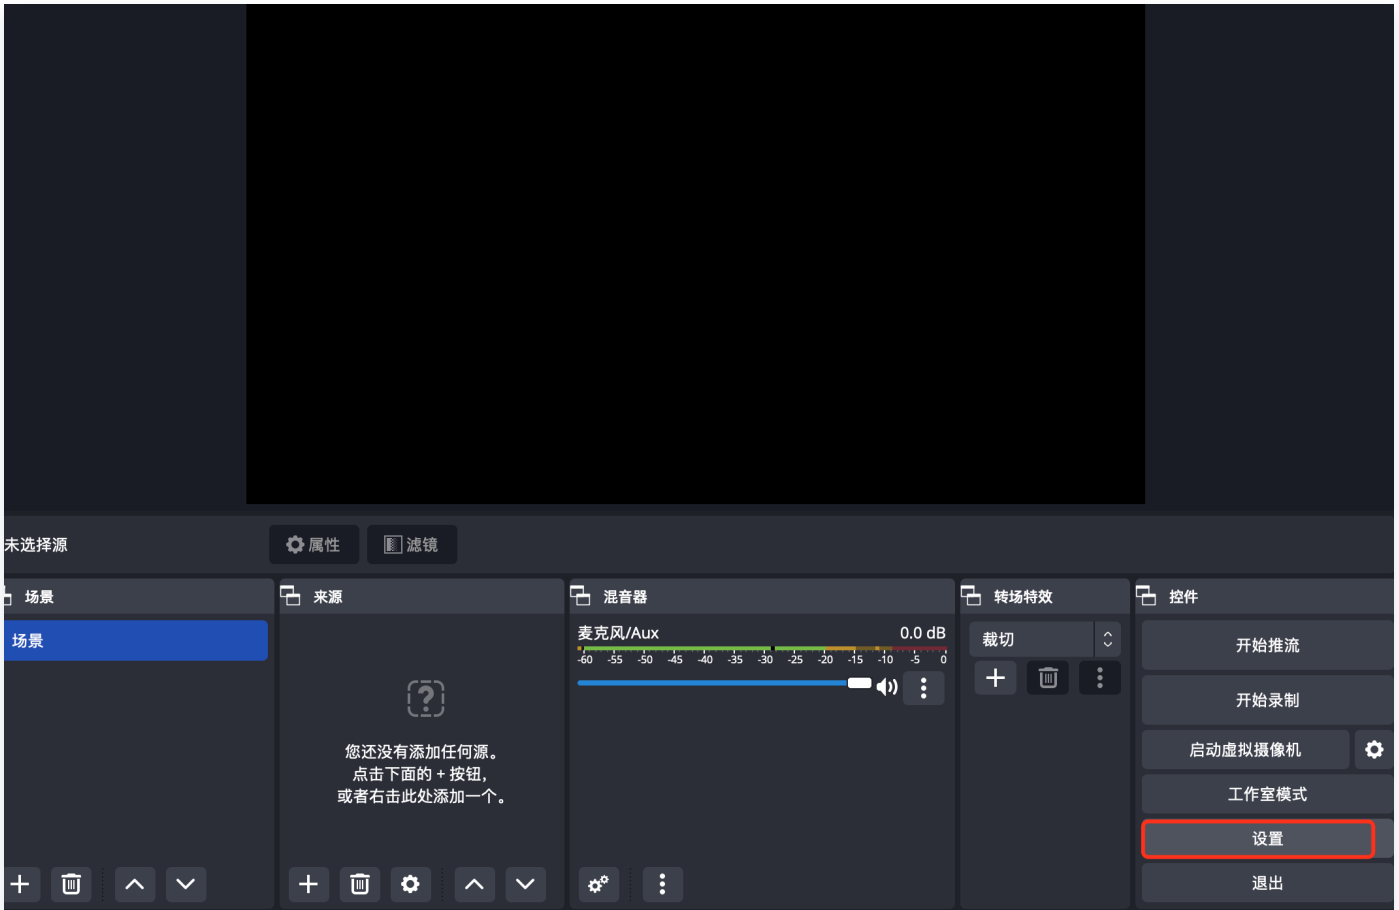 未选择源
属性
滤镜
场景
场景
来源
您还没有添加任何源。
点击下面的 + 按钮，
或者右击此处添加一个。
混音器
麦克风/Aux
0.0 dB
-60 -55 -50 -45 -40 -35 -30 -25 -20 -15 -10 -5 0
转场特效
裁切
控件
开始推流
开始录制
启动虚拟摄像机
工作室模式
设置
退出